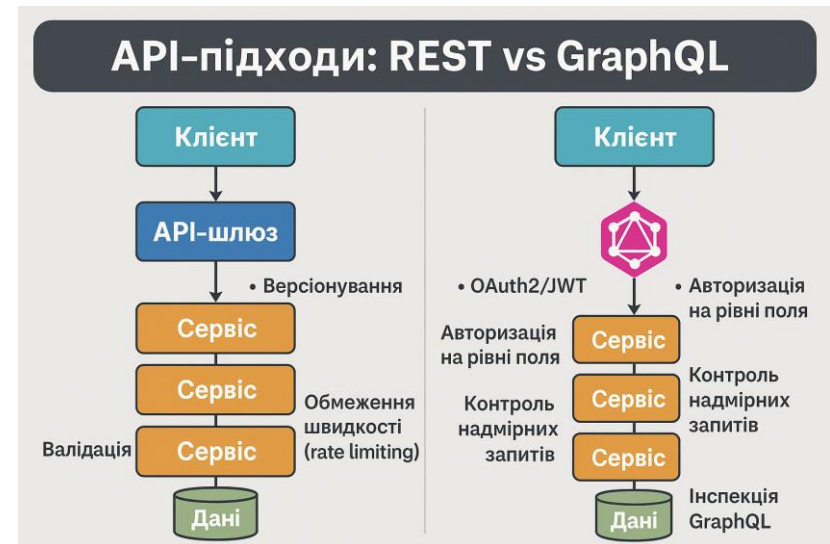 API-підходи: REST vs GraphQL
Клієнт
API-шлюз
• Версіонування
Сервіс
Сервіс
Обмеження
швидкості
(rate limiting)
Валідація
Сервіс
Дані
Клієнт
• OAuth2/JWT
• Авторизація
на рівні поля
Авторизація
на рівні поля
Сервіс
Контроль
надмірних
запитів
Сервіс
Контроль
надмірних
запитів
Сервіс
Дані
Інспекція
GraphQL